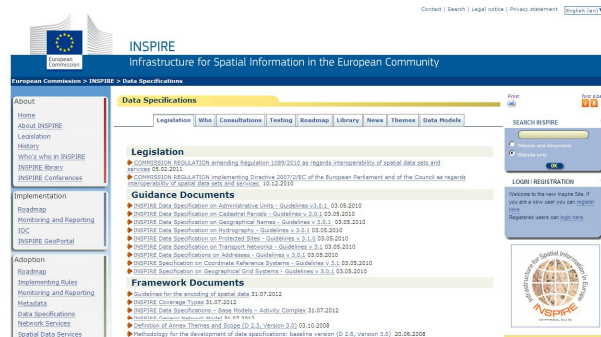 Contact | Search | Legal notice | Privacy statement English (en)
European
Commission
INSPIRE
Infrastructure for Spatial Information in the European Community
European Commission > INSPIRE > Data Specifications
About
Home
About INSPIRE
Legislation
History
Who's who in INSPIRE
INSPIRE library
INSPIRE Conferences
Implementation
Roadmap
Monitoring and Reporting
IOC
INSPIRE GeoPortal
Adoption
Roadmap
Implementing Rules
Monitoring and Reporting
Metadata
Data Specifications
Network Services
Spatial Data Services
Data Specifications
Legislation Who Consultations Testing Roadmap Library News Themes Data Models
Legislation
COMMISSION REGULATION amending Regulation 1089/2010 as regards interoperability of spatial data sets and
services 05.02.2011
COMMISSION REGULATION implementing Directive 2007/2/EC of the European Parliament and of the Council as regards
interoperability of spatial data sets and services 10.12.2010
Guidance Documents
INSPIRE Data Specification on Administrative Units - Guidelines v3.0.1 03.05.2010
INSPIRE Data Specification on Cadastral Parcels - Guidelines v 3.0.1 03.05.2010
INSPIRE Data Specification on Geographical Names - Guidelines v 3.0.1 03.05.2010
INSPIRE Data Specification on Hydrography - Guidelines v 3.0.1 03.05.2010
INSPIRE Data Specification on Protected Sites - Guidelines v 3.1.0 03.05.2010
INSPIRE Data Specification on Transport Networks - Guidelines v 3.1 03.05.2010
INSPIRE Data Specifications on Addresses - Guidelines v 3.0.1 03.05.2010
INSPIRE Specification on Coordinate Reference Systems - Guidelines v 3.1 03.05.2010
INSPIRE Specification on Geographical Grid Systems - Guidelines v 3.0.1 03.05.2010
Framework Documents
Guidelines for the encoding of spatial data 31.07.2012
INSPIRE Coverage Types 31.07.2012
INSPIRE Data Specifications - Base Models - Activity Complex 31.07.2012
INSPIRE Generic Network Model 31.07.2012
Definition of Annex Themes and Scope (D 2.3, Version 3.0) 03.10.2008
Methodology for the development of data specifications: baseline version (D 2.6, Version 3.0) 20.06.2008
Print font size
SEARCH INSPIRE
Website and documents
Website only
OK
LOGIN / REGISTRATION
Welcome to the new Inspire Site. If
you are a new user you can register
here
Registered users can login here.
Infrastructure for Spatial Information in Europe
INSPIRE